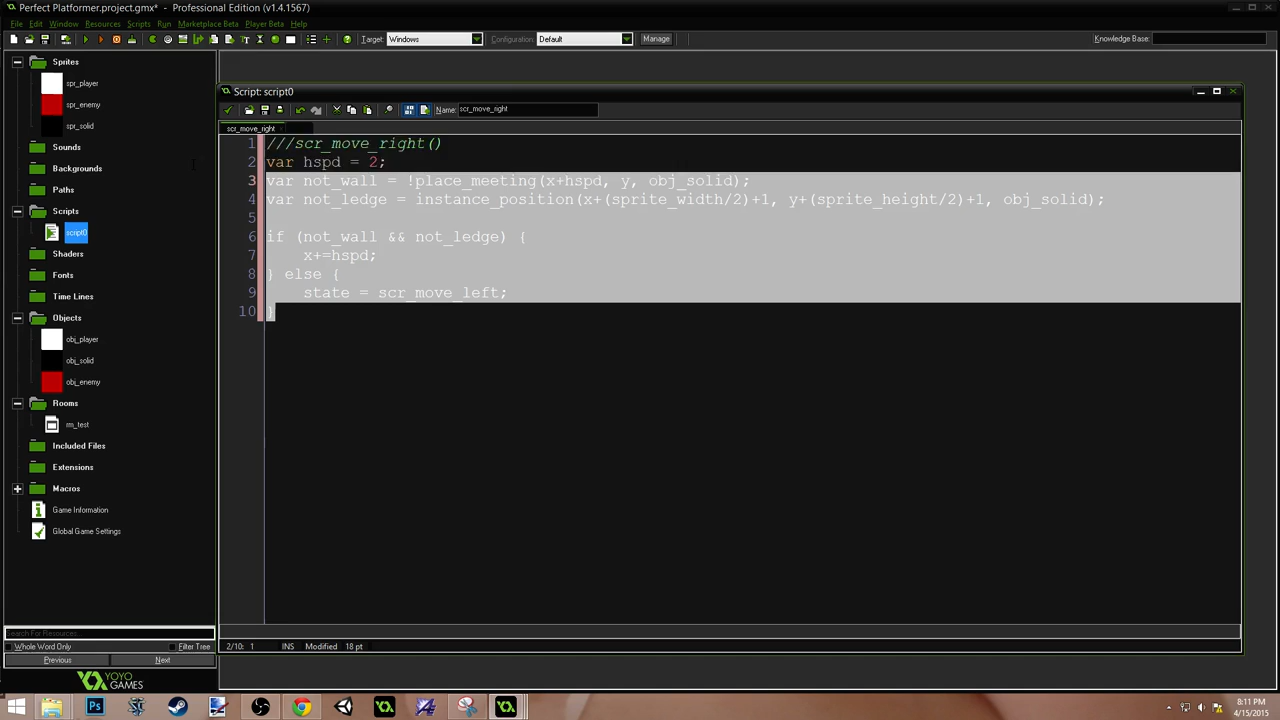 Perfect Platformer.project.gmx* - Professional Edition (v1.4.1567)
File Edit Window Resources Scripts Run Marketplace Beta Player Beta Help
Target: Windows Configuration: Default Manage Knowledge Base:
Sprites
spr_player
spr_enemy
spr_solid
Sounds
Backgrounds
Paths
Scripts
script0
Shaders
Fonts
Time Lines
Objects
obj_player
obj_solid
obj_enemy
Rooms
rm_test
Included Files
Extensions
Macros
Game Information
Global Game Settings
Search For Resources...
Whole Word Only Filter Tree
Previous Next
YOYO
GAMES
Script: script0
Name: scr_move_right
scr_move_right
1 ///scr_move_right()
2 var hspd = 2;
3 var not_wall = !place_meeting(x+hspd, y, obj_solid);
4 var not_ledge = instance_position(x+(sprite_width/2)+1, y+(sprite_height/2)+1, obj_solid);
5
6 if (not_wall && not_ledge) {
7 x+=hspd;
8 } else {
9 state = scr_move_left;
10 }
2/10: 1 INS Modified 18 pt
Ps
8:11 PM
4/15/2015